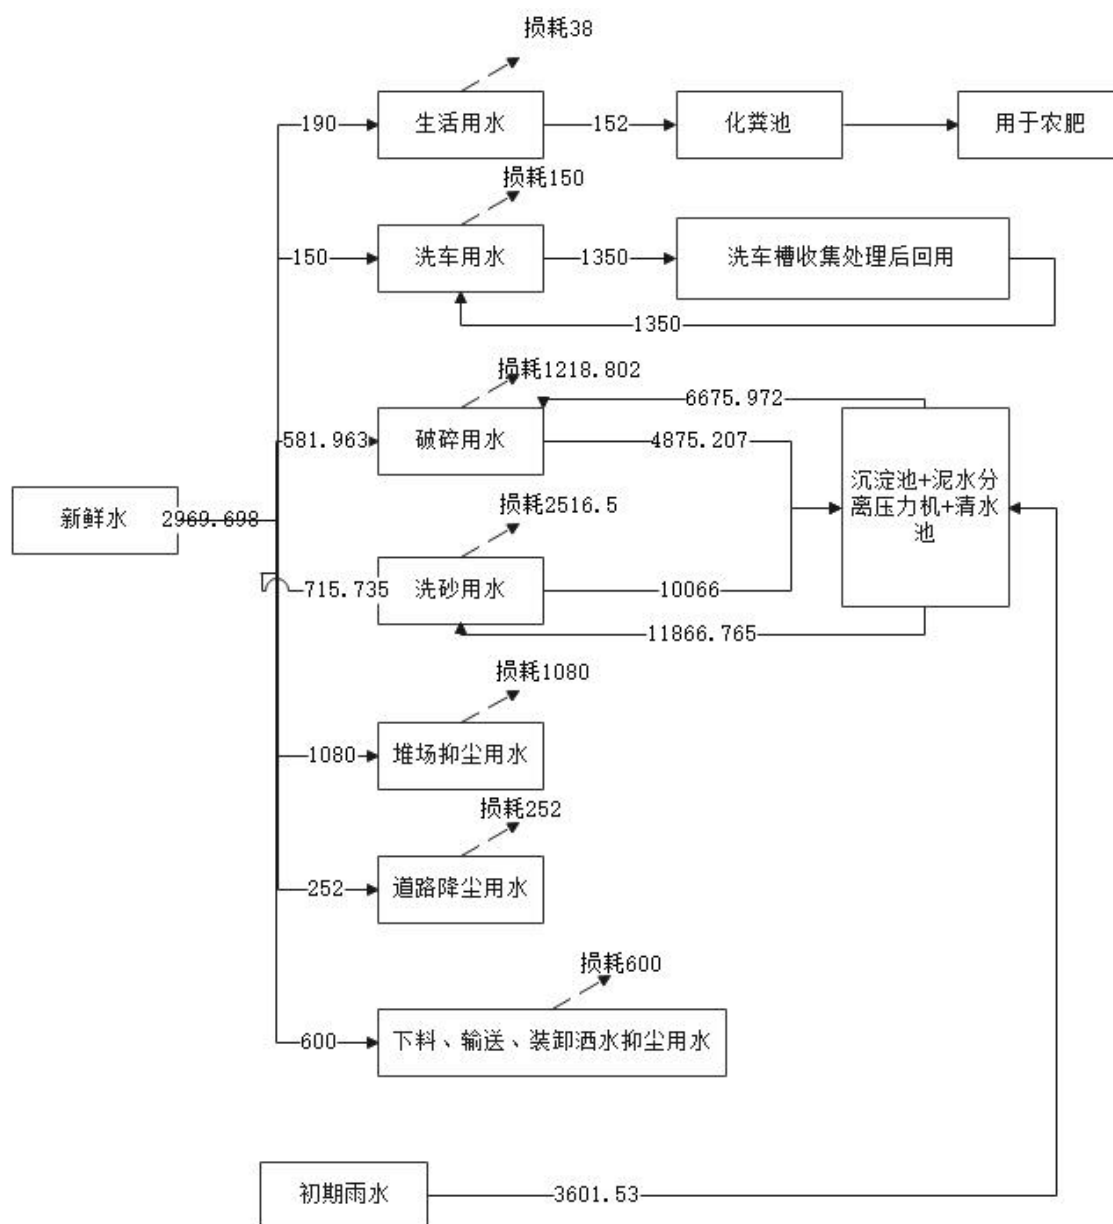 损耗38
190
生活用水
152
化粪池
用于农肥
损耗150
150
洗车用水
1350
洗车槽收集处理后回用
1350
损耗1218.802
6675.972
581.963
破碎用水
4875.207
新鲜水
2969.698
沉淀池+泥水分
离压力机+清水
池
损耗2516.5
715.735
洗砂用水
10066
11866.765
损耗1080
1080
堆场抑尘用水
损耗252
252
道路降尘用水
损耗600
600
下料、输送、装卸洒水抑尘用水
初期雨水
3601.53